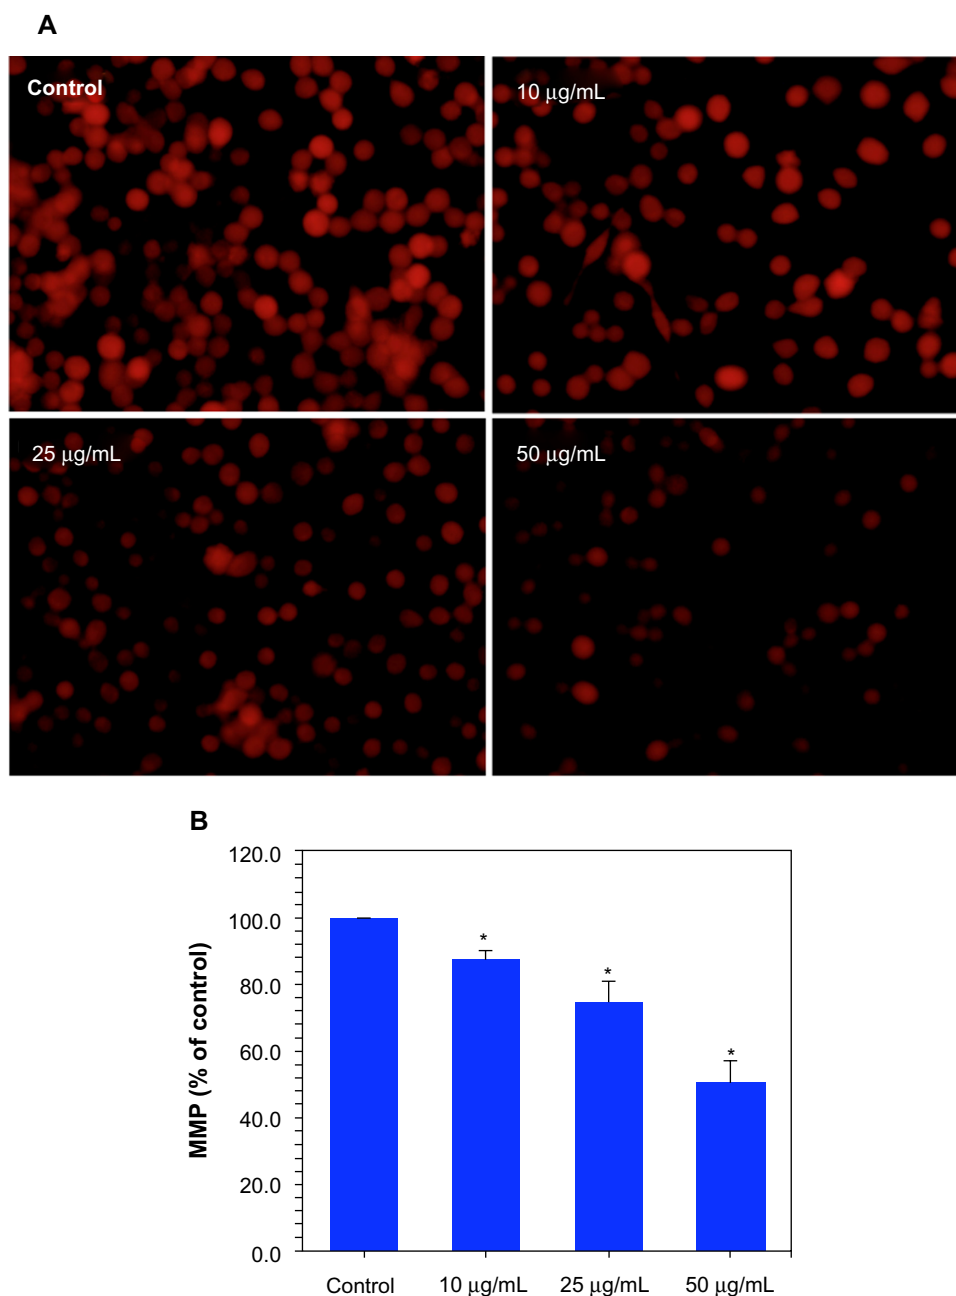 A
Control
10 µg/mL
25 µg/mL
50 µg/mL
B
120.0
100.0
80.0
60.0
40.0
20.0
0.0
MMP (% of control)
*
*
*
Control
10 µg/mL
25 µg/mL
50 µg/mL